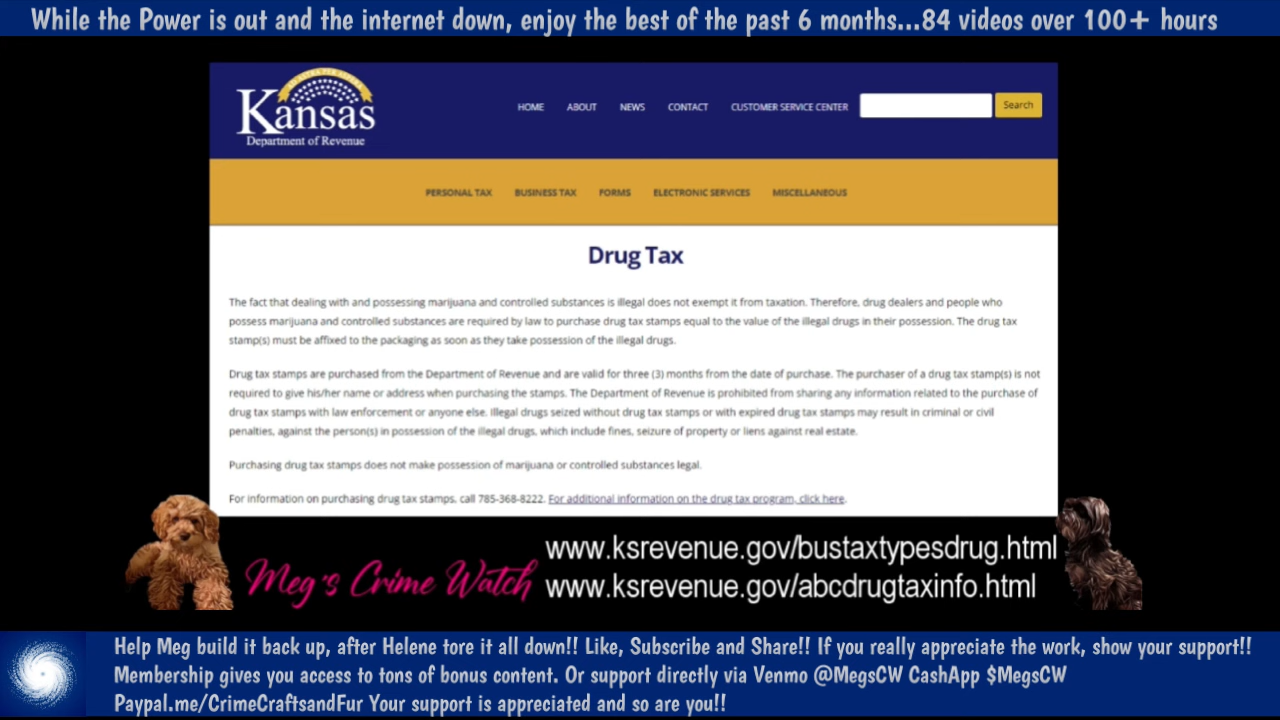 While the Power is out and the internet down, enjoy the best of the past 6 months...84 videos over 100+ hours
Kansas
Department of Revenue
HOME ABOUT NEWS CONTACT CUSTOMER SERVICE CENTER Search
PERSONAL TAX BUSINESS TAX FORMS ELECTRONIC SERVICES MISCELLANEOUS
Drug Tax
The fact that dealing with and possessing marijuana and controlled substances is illegal does not exempt it from taxation. Therefore, drug dealers and people who
possess marijuana and controlled substances are required by law to purchase drug tax stamps equal to the value of the illegal drugs in their possession. The drug tax
stamp(s) must be affixed to the packaging as soon as they take possession of the illegal drugs.
Drug tax stamps are purchased from the Department of Revenue and are valid for three (3) months from the date of purchase. The purchaser of a drug tax stamp(s) is not
required to give his/her name or address when purchasing the stamps. The Department of Revenue is prohibited from sharing any information related to the purchase of
drug tax stamps with law enforcement or anyone else. Illegal drugs seized without drug tax stamps or with expired drug tax stamps may result in criminal or civil
penalties, against the person(s) in possession of the illegal drugs, which include fines, seizure of property or liens against real estate.
Purchasing drug tax stamps does not make possession of marijuana or controlled substances legal.
For information on purchasing drug tax stamps, call 785-368-8222. For additional information on the drug tax program, click here.
Meg's Crime Watch
www.ksrevenue.gov/bustaxtypesdrug.html
www.ksrevenue.gov/abcdrugtaxinfo.html
Help Meg build it back up, after Helene tore it all down!! Like, Subscribe and Share!! If you really appreciate the work, show your support!!
Membership gives you access to tons of bonus content. Or support directly via Venmo @MegsCW CashApp $MegsCW
Paypal.me/CrimeCraftsandFur Your support is appreciated and so are you!!